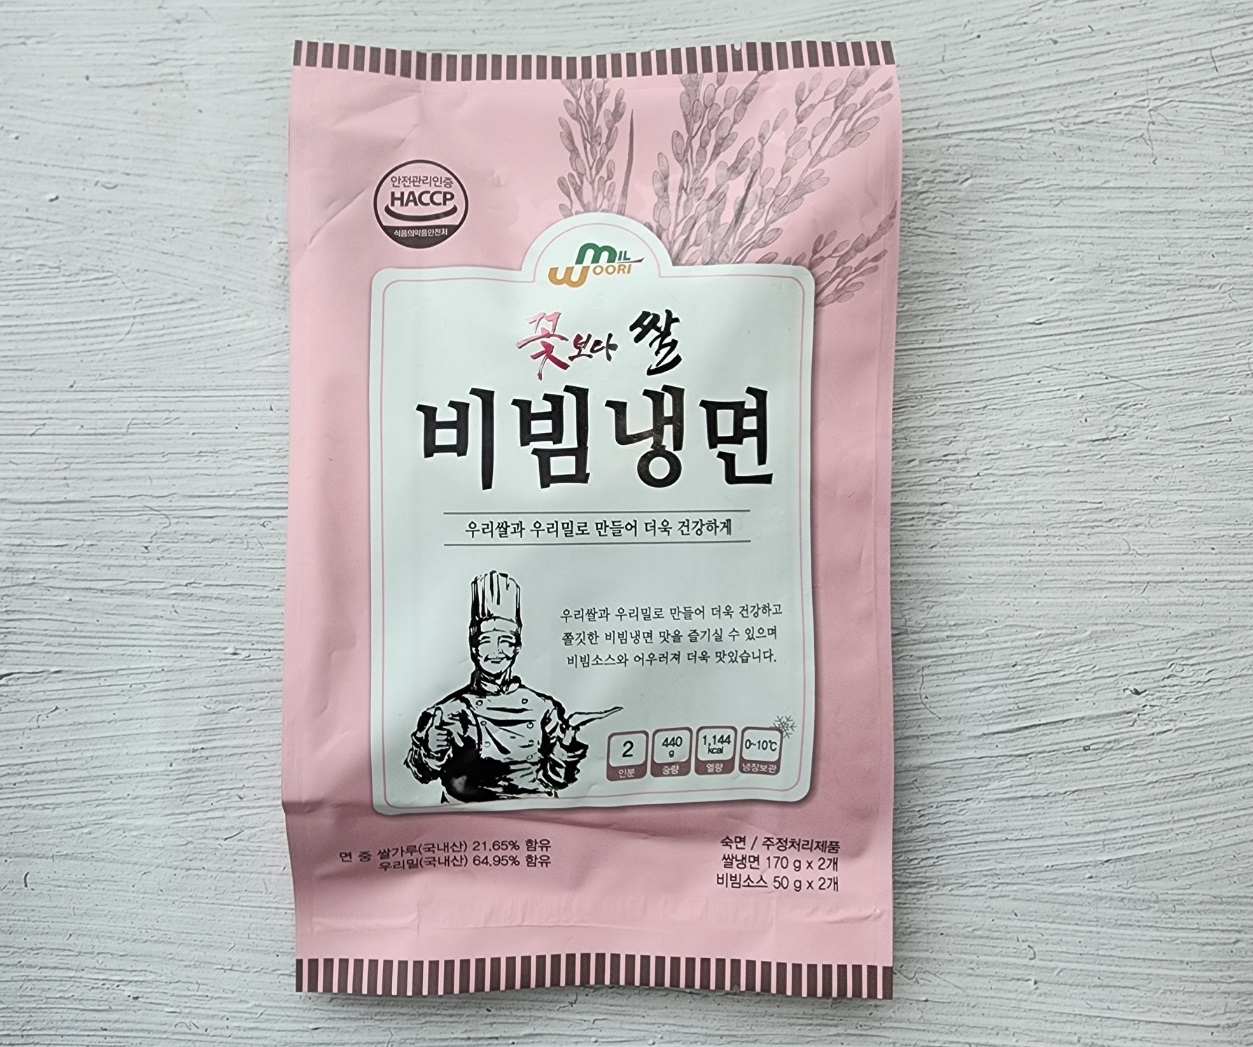 안전관리인증
HACCP
식품의약품안전처
MIL
WOORI
꽃보다 쌀
비빔냉면
우리쌀과 우리밀로 만들어 더욱 건강하게
우리쌀과 우리밀로 만들어 더욱 건강하고
쫄깃한 비빔냉면 맛을 즐기실 수 있으며
비빔소스와 어우러져 더욱 맛있습니다.
2 440 1,144 0~10℃
g kcal
인분 중량 열량 냉장보관
면 중 쌀가루(국내산) 21.65% 함유
우리밀(국내산) 64.95% 함유
숙면 / 주정처리제품
쌀냉면 170 g x 2개
비빔소스 50 g x 2개